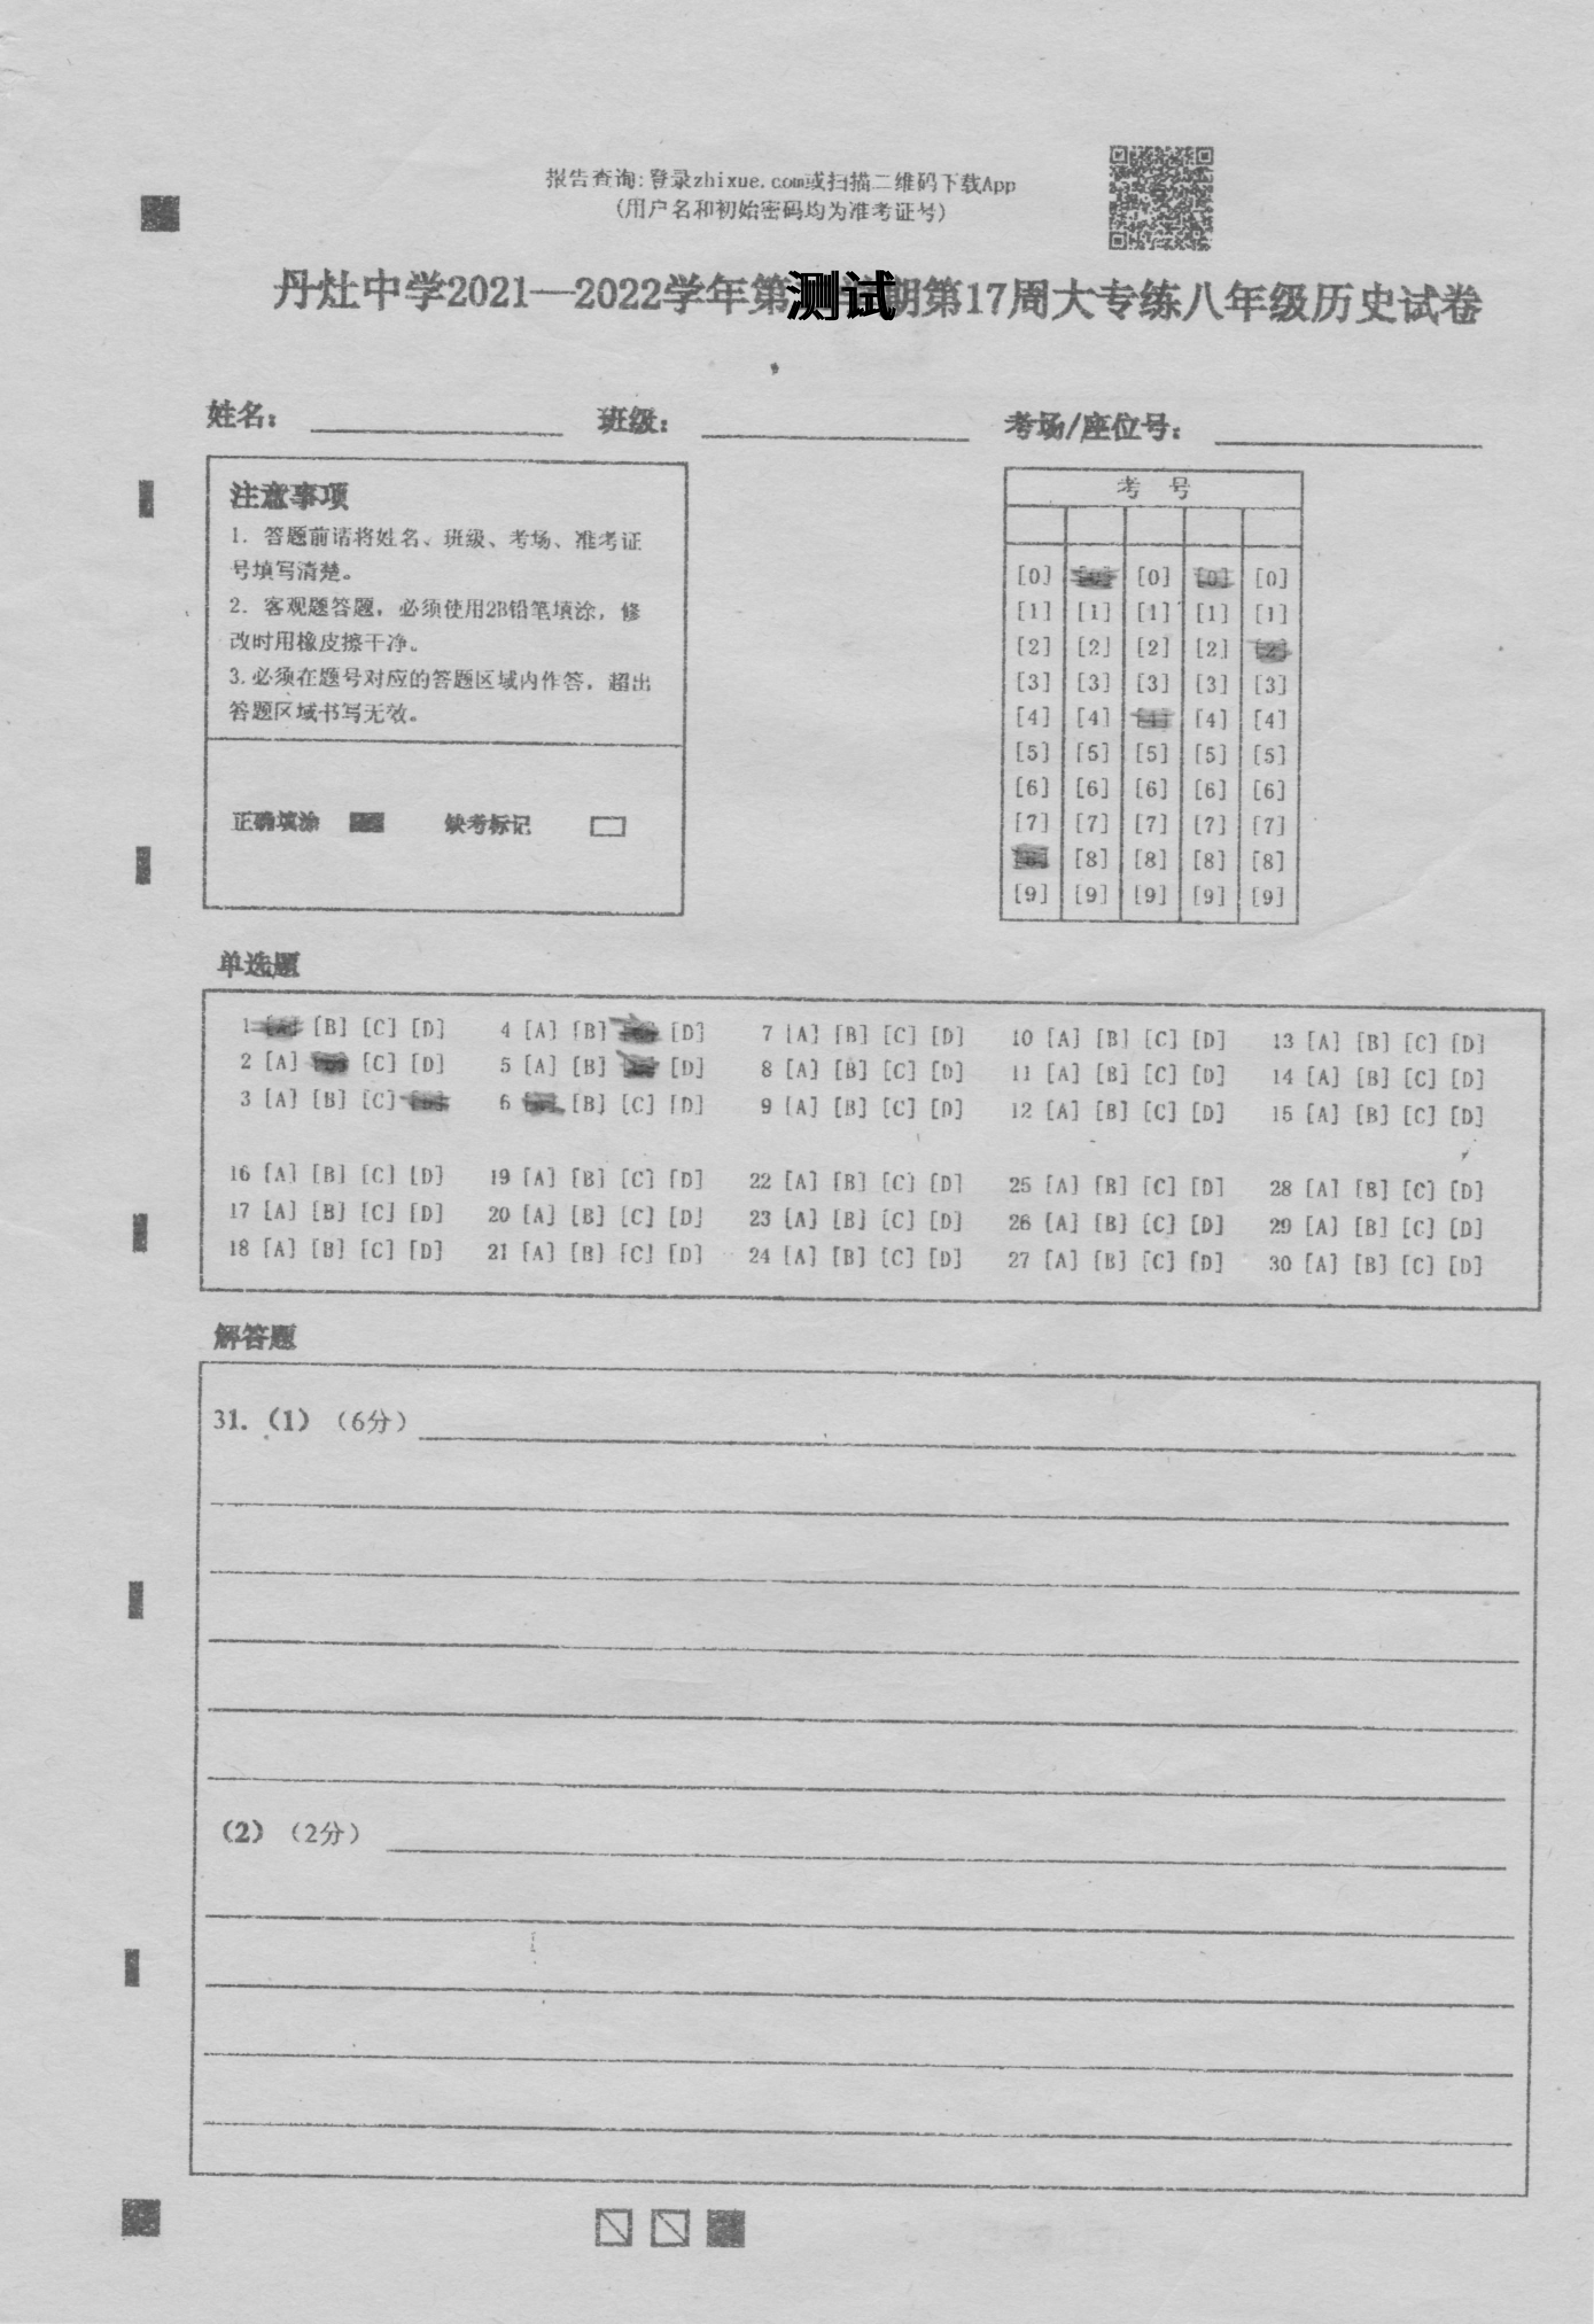 报告查询:登录zhixue.com或扫描二维码下载App
(用户名和初始密码均为准考证号)
丹灶中学2021—2022学年第测试期第17周大专练八年级历史试卷
姓名:
班级:
考场/座位号:
注意事项
1. 答题前请将姓名、班级、考场、准考证
号填写清楚。
2. 客观题答题,必须使用2B铅笔填涂,修
改时用橡皮擦干净。
3.必须在题号对应的答题区域内作答,超出
答题区域书写无效。
正确填涂 缺考标记
考 号
[0] [0] [0]
[1] [1] [1] [1] [1]
[2] [2] [2] [2]
[3] [3] [3] [3] [3]
[4] [4] [4] [4]
[5] [5] [5] [5] [5]
[6] [6] [6] [6] [6]
[7] [7] [7] [7] [7]
[8] [8] [8] [8]
[9] [9] [9] [9] [9]
单选题
1 [B] [C] [D] 4 [A] [B] [D] 7 [A] [B] [C] [D] 10 [A] [B] [C] [D] 13 [A] [B] [C] [D]
2 [A] [C] [D] 5 [A] [B] [D] 8 [A] [B] [C] [D] 11 [A] [B] [C] [D] 14 [A] [B] [C] [D]
3 [A] [B] [C] 6 [B] [C] [D] 9 [A] [B] [C] [D] 12 [A] [B] [C] [D] 15 [A] [B] [C] [D]
16 [A] [B] [C] [D] 19 [A] [B] [C] [D] 22 [A] [B] [C] [D] 25 [A] [B] [C] [D] 28 [A] [B] [C] [D]
17 [A] [B] [C] [D] 20 [A] [B] [C] [D] 23 [A] [B] [C] [D] 26 [A] [B] [C] [D] 29 [A] [B] [C] [D]
18 [A] [B] [C] [D] 21 [A] [B] [C] [D] 24 [A] [B] [C] [D] 27 [A] [B] [C] [D] 30 [A] [B] [C] [D]
解答题
31.(1)(6分)
(2)(2分)